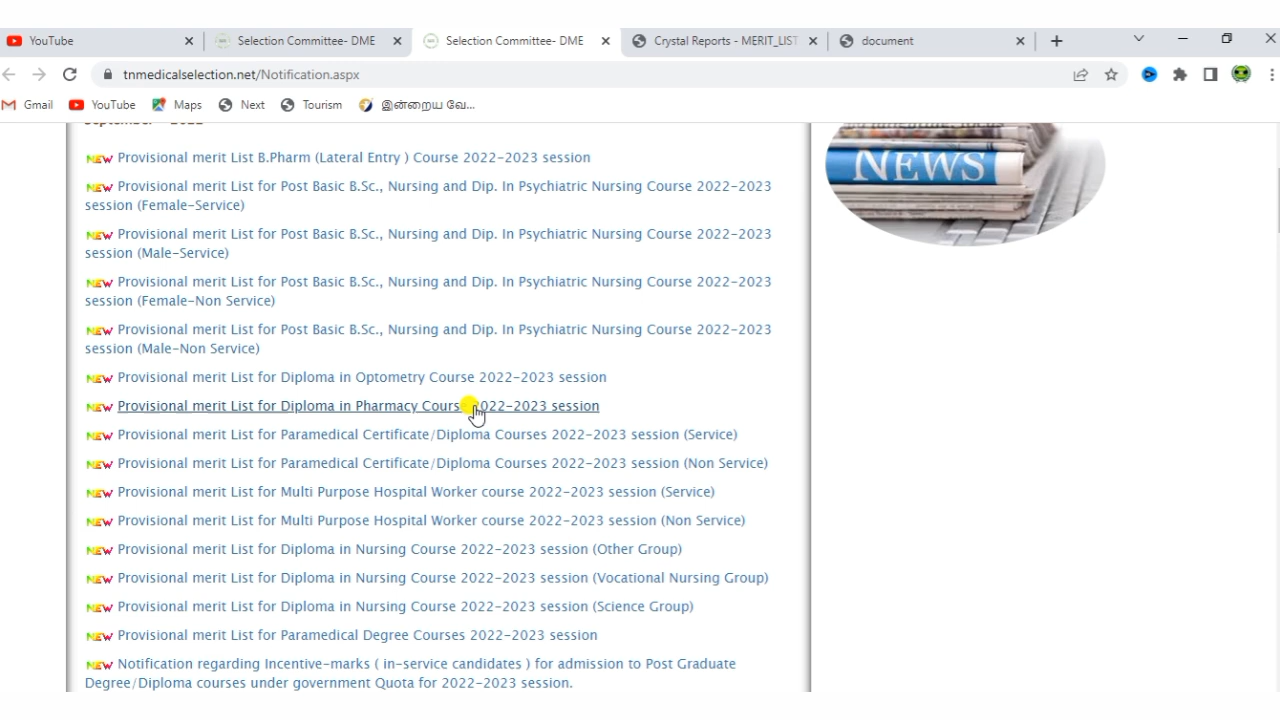 YouTube
Selection Committee- DME
Selection Committee- DME
Crystal Reports - MERIT_LIST
document
tnmedicalselection.net/Notification.aspx
Gmail
YouTube
Maps
Next
Tourism
இன்றைய வே...
September - 2022
NEW Provisional merit List B.Pharm (Lateral Entry ) Course 2022-2023 session
NEW Provisional merit List for Post Basic B.Sc., Nursing and Dip. In Psychiatric Nursing Course 2022-2023
session (Female-Service)
NEW Provisional merit List for Post Basic B.Sc., Nursing and Dip. In Psychiatric Nursing Course 2022-2023
session (Male-Service)
NEW Provisional merit List for Post Basic B.Sc., Nursing and Dip. In Psychiatric Nursing Course 2022-2023
session (Female-Non Service)
NEW Provisional merit List for Post Basic B.Sc., Nursing and Dip. In Psychiatric Nursing Course 2022-2023
session (Male-Non Service)
NEW Provisional merit List for Diploma in Optometry Course 2022-2023 session
NEW Provisional merit List for Diploma in Pharmacy Course 2022-2023 session
NEW Provisional merit List for Paramedical Certificate/Diploma Courses 2022-2023 session (Service)
NEW Provisional merit List for Paramedical Certificate/Diploma Courses 2022-2023 session (Non Service)
NEW Provisional merit List for Multi Purpose Hospital Worker course 2022-2023 session (Service)
NEW Provisional merit List for Multi Purpose Hospital Worker course 2022-2023 session (Non Service)
NEW Provisional merit List for Diploma in Nursing Course 2022-2023 session (Other Group)
NEW Provisional merit List for Diploma in Nursing Course 2022-2023 session (Vocational Nursing Group)
NEW Provisional merit List for Diploma in Nursing Course 2022-2023 session (Science Group)
NEW Provisional merit List for Paramedical Degree Courses 2022-2023 session
NEW Notification regarding Incentive-marks ( in-service candidates ) for admission to Post Graduate
Degree/Diploma courses under government Quota for 2022-2023 session.
NEWS